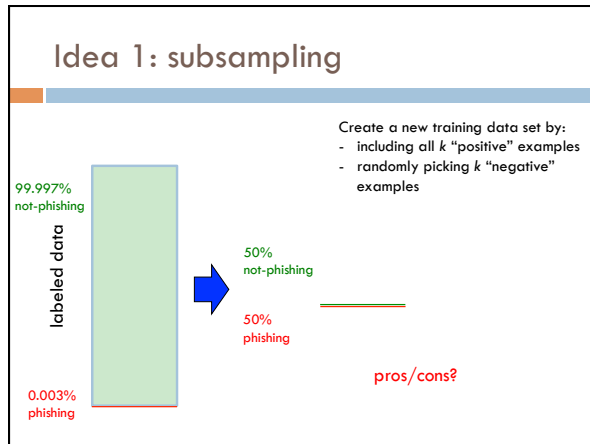 Idea 1: subsampling
Create a new training data set by:
- including all k “positive” examples
- randomly picking k “negative”
examples
99.997%
not-phishing
labeled data
50%
not-phishing
50%
phishing
pros/cons?
0.003%
phishing